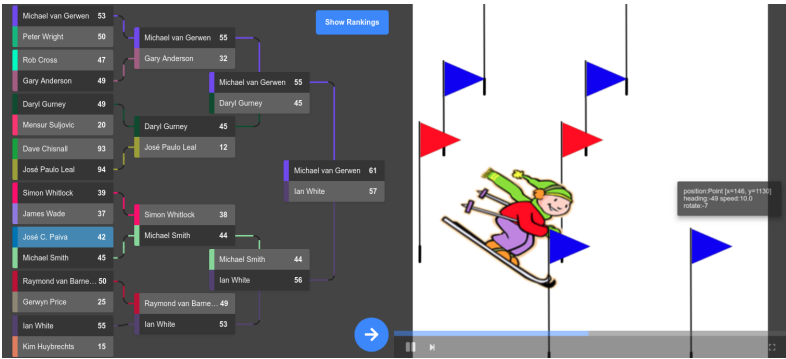 Michael van Gerwen 53
Peter Wright 50
Rob Cross 47
Gary Anderson 49
Daryl Gurney 49
Mensur Suljovic 20
Dave Chisnall 93
José Paulo Leal 94
Simon Whitlock 39
James Wade 37
José C. Paiva 42
Michael Smith 45
Raymond van Barne... 50
Gerwyn Price 25
Ian White 55
Kim Huybrechts 15
Michael van Gerwen 55
Gary Anderson 32
Daryl Gurney 45
José Paulo Leal 12
Simon Whitlock 38
Michael Smith 44
Raymond van Barne... 49
Ian White 53
Michael van Gerwen 55
Daryl Gurney 45
Michael Smith 44
Ian White 56
Michael van Gerwen 61
Ian White 57
Show Rankings
position:Point [x=146, y=1130]
heading:-49 speed:10.0
rotate:-7